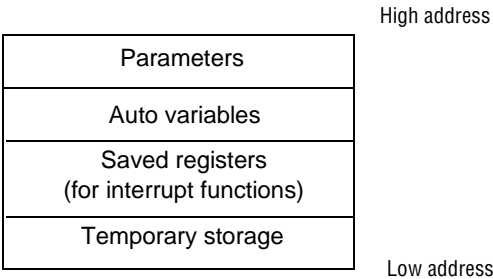 High address
Parameters
Auto variables
Saved registers
(for interrupt functions)
Temporary storage
Low address